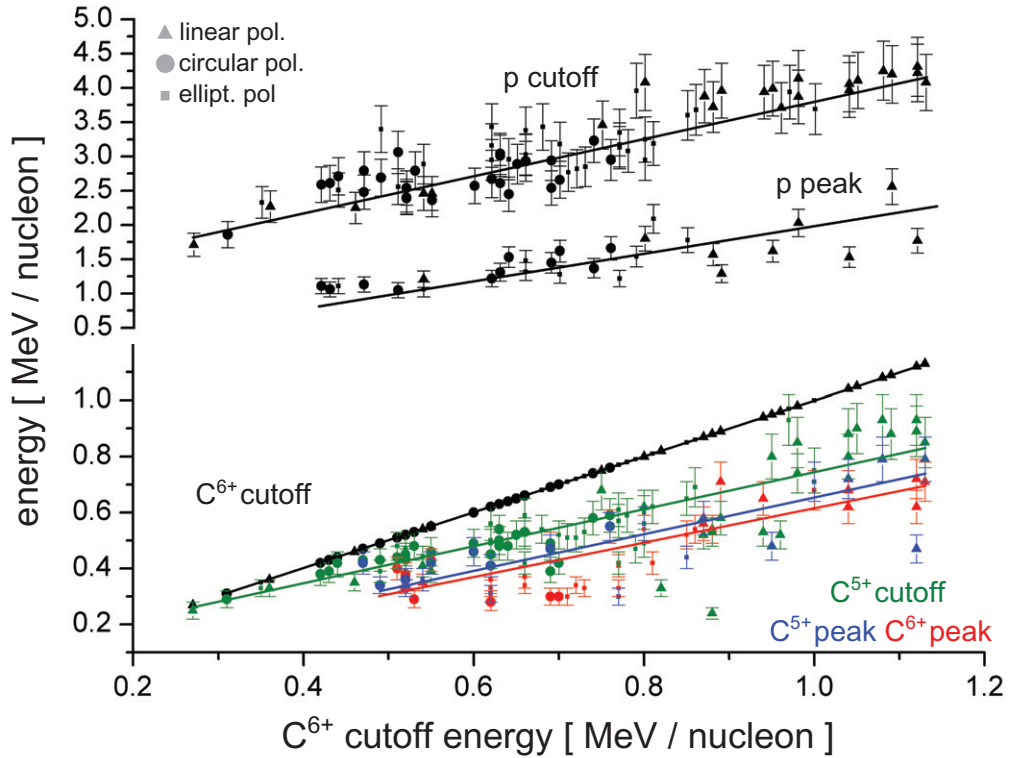 5.0
linear pol.
4.5
circular pol.
4.0
p cutoff
ellipt. pol
3.5
3.0
2.5
p peak
2.0
1.5
1.0
0.5
energy [ MeV / nucleon ]
1.0
0.8
C⁶⁺ cutoff
0.6
0.4
C⁵⁺ cutoff
C⁵⁺ peak C⁶⁺ peak
0.2
0.2 0.4 0.6 0.8 1.0 1.2
C⁶⁺ cutoff energy [ MeV / nucleon ]